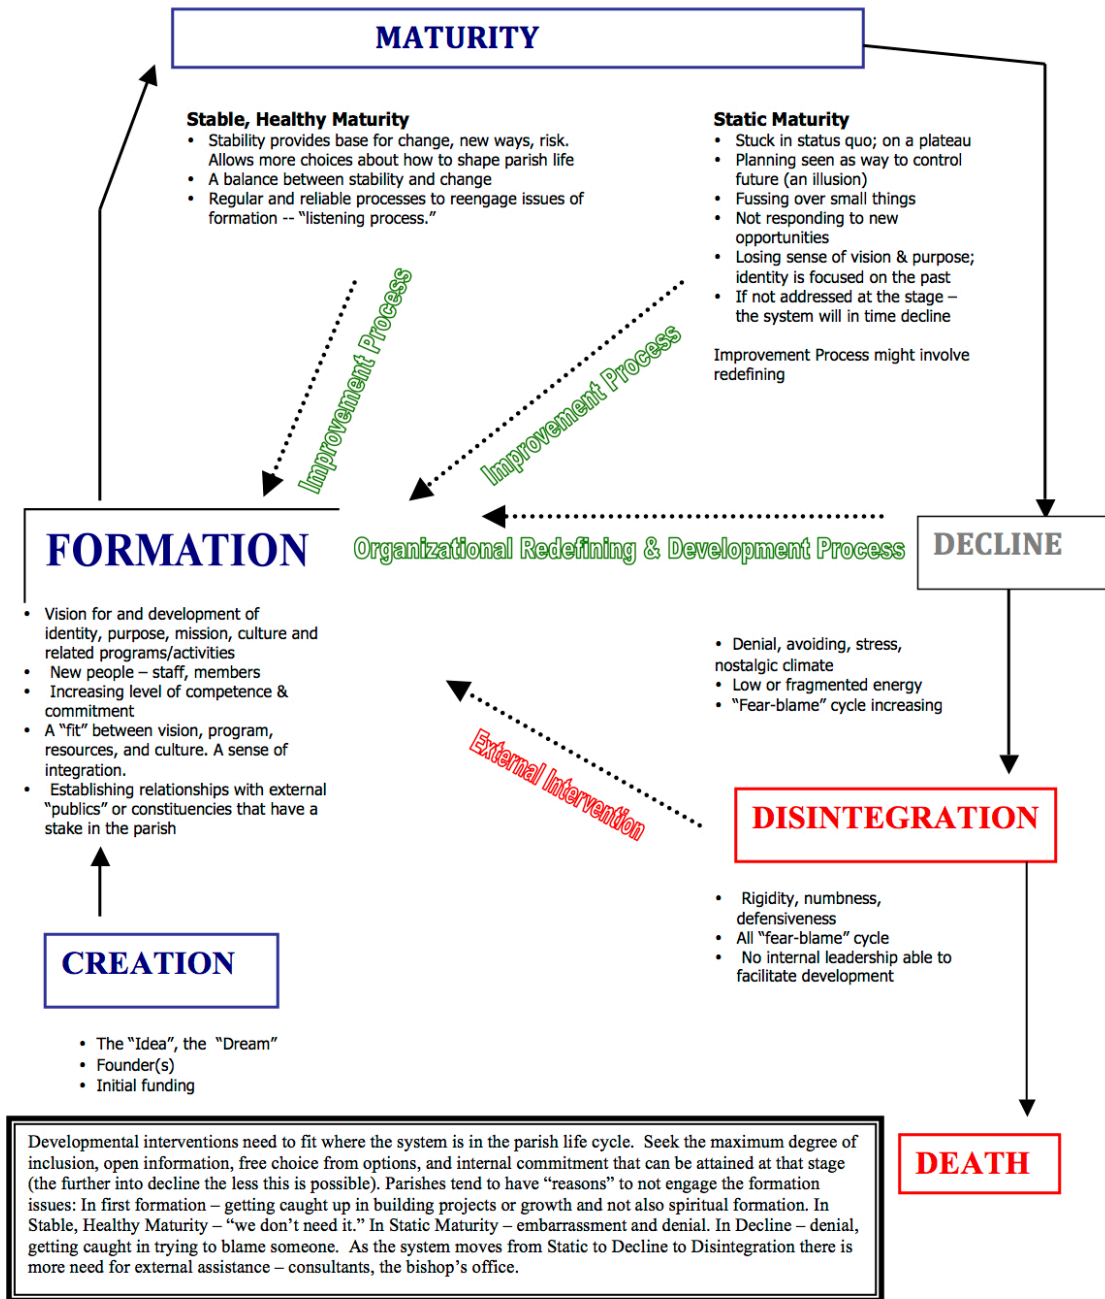 MATURITY
Stable, Healthy Maturity
• Stability provides base for change, new ways, risk.
Allows more choices about how to shape parish life
• A balance between stability and change
• Regular and reliable processes to reengage issues of
formation -- “listening process.”
Static Maturity
• Stuck in status quo; on a plateau
• Planning seen as way to control
future (an illusion)
• Fussing over small things
• Not responding to new
opportunities
• Losing sense of vision & purpose;
identity is focused on the past
• If not addressed at the stage –
the system will in time decline
Improvement Process might involve
redefining
Improvement Process
Improvement Process
FORMATION
Organizational Redefining & Development Process
DECLINE
• Vision for and development of
identity, purpose, mission, culture and
related programs/activities
• New people – staff, members
• Increasing level of competence &
commitment
• A “fit” between vision, program,
resources, and culture. A sense of
integration.
• Establishing relationships with external
“publics” or constituencies that have a
stake in the parish
• Denial, avoiding, stress,
nostalgic climate
• Low or fragmented energy
• “Fear-blame” cycle increasing
External Intervention
DISINTEGRATION
• Rigidity, numbness,
defensiveness
• All “fear-blame” cycle
• No internal leadership able to
facilitate development
CREATION
• The “Idea”, the “Dream”
• Founder(s)
• Initial funding
Developmental interventions need to fit where the system is in the parish life cycle. Seek the maximum degree of
inclusion, open information, free choice from options, and internal commitment that can be attained at that stage
(the further into decline the less this is possible). Parishes tend to have “reasons” to not engage the formation
issues: In first formation – getting caught up in building projects or growth and not also spiritual formation. In
Stable, Healthy Maturity – “we don’t need it.” In Static Maturity – embarrassment and denial. In Decline – denial,
getting caught in trying to blame someone. As the system moves from Static to Decline to Disintegration there is
more need for external assistance – consultants, the bishop’s office.
DEATH